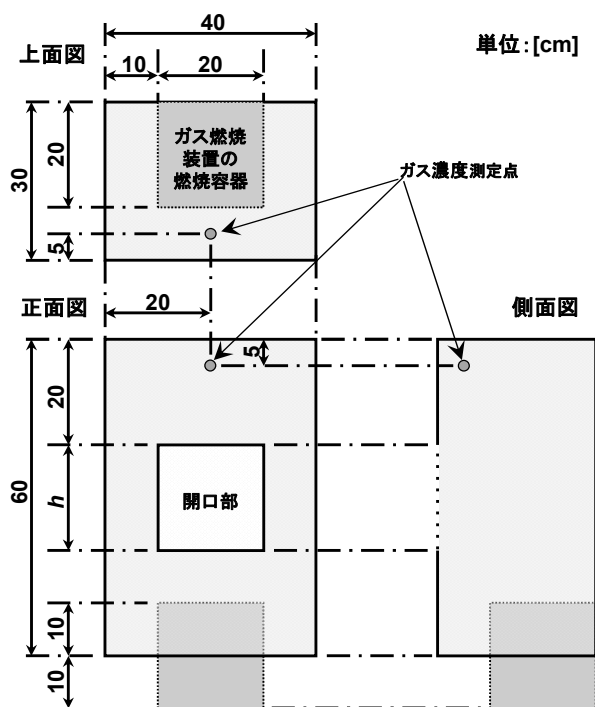 40
上面図
単位：[cm]
10
20
ガス燃焼
装置の
燃焼容器
20
30
5
ガス濃度測定点
正面図
20
側面図
5
20
60
h
開口部
10
10